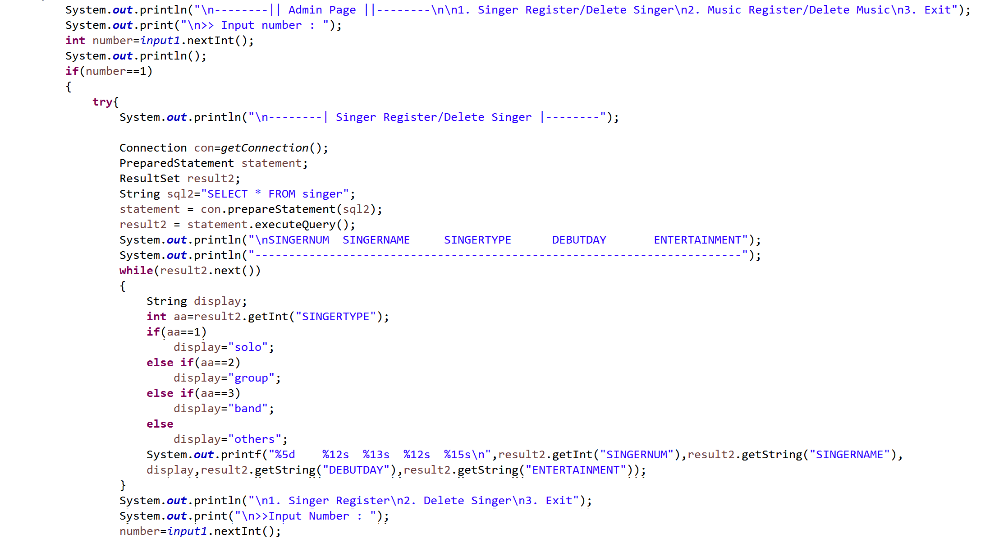 System.out.println("\n--------|| Admin Page ||--------\n\n1. Singer Register/Delete Singer\n2. Music Register/Delete Music\n3. Exit");
System.out.print("\n>> Input number : ");
int number=input1.nextInt();
System.out.println();
if(number==1)
{
try{
System.out.println("\n--------| Singer Register/Delete Singer |--------");
Connection con=getConnection();
PreparedStatement statement;
ResultSet result2;
String sql2="SELECT * FROM singer";
statement = con.prepareStatement(sql2);
result2 = statement.executeQuery();
System.out.println("\nSINGERNUM  SINGERNAME     SINGERTYPE      DEBUTDAY       ENTERTAINMENT");
System.out.println("------------------------------------------------------------------------");
while(result2.next())
{
String display;
int aa=result2.getInt("SINGERTYPE");
if(aa==1)
display="solo";
else if(aa==2)
display="group";
else if(aa==3)
display="band";
else
display="others";
System.out.printf("%5d    %12s  %13s  %12s  %15s\n",result2.getInt("SINGERNUM"),result2.getString("SINGERNAME"),
display,result2.getString("DEBUTDAY"),result2.getString("ENTERTAINMENT"));
}
System.out.println("\n1. Singer Register\n2. Delete Singer\n3. Exit");
System.out.print("\n>>Input Number : ");
number=input1.nextInt();